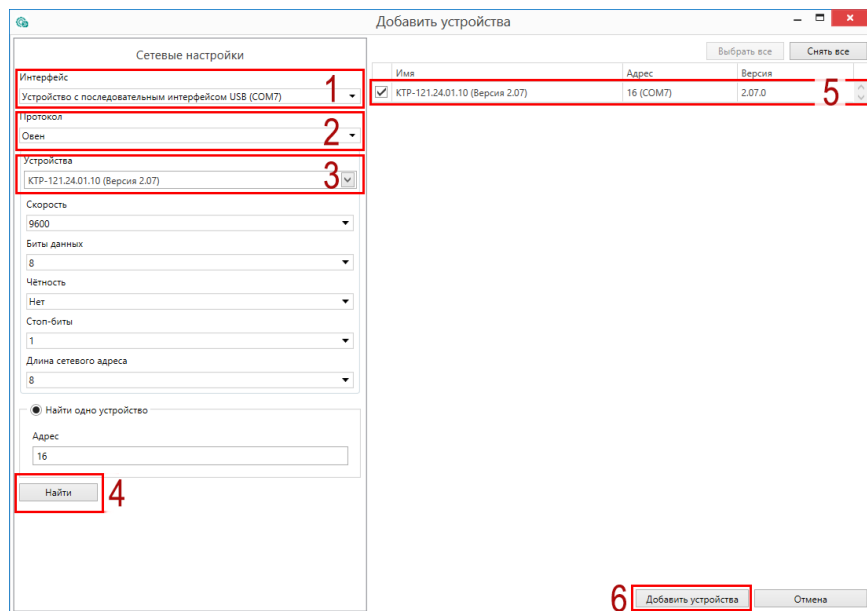 Добавить устройства
Сетевые настройки
Интерфейс
Устройство с последовательным интерфейсом USB (COM7)
1
Протокол
Овен
2
Устройства
КТР-121.24.01.10 (Версия 2.07)
3
Скорость
9600
Биты данных
8
Чётность
Нет
Стоп-биты
1
Длина сетевого адреса
8
Найти одно устройство
Адрес
16
Найти
4
Выбрать все
Снять все
Имя
Адрес
Версия
КТР-121.24.01.10 (Версия 2.07)
16 (COM7)
2.07.0
5
6
Добавить устройства
Отмена